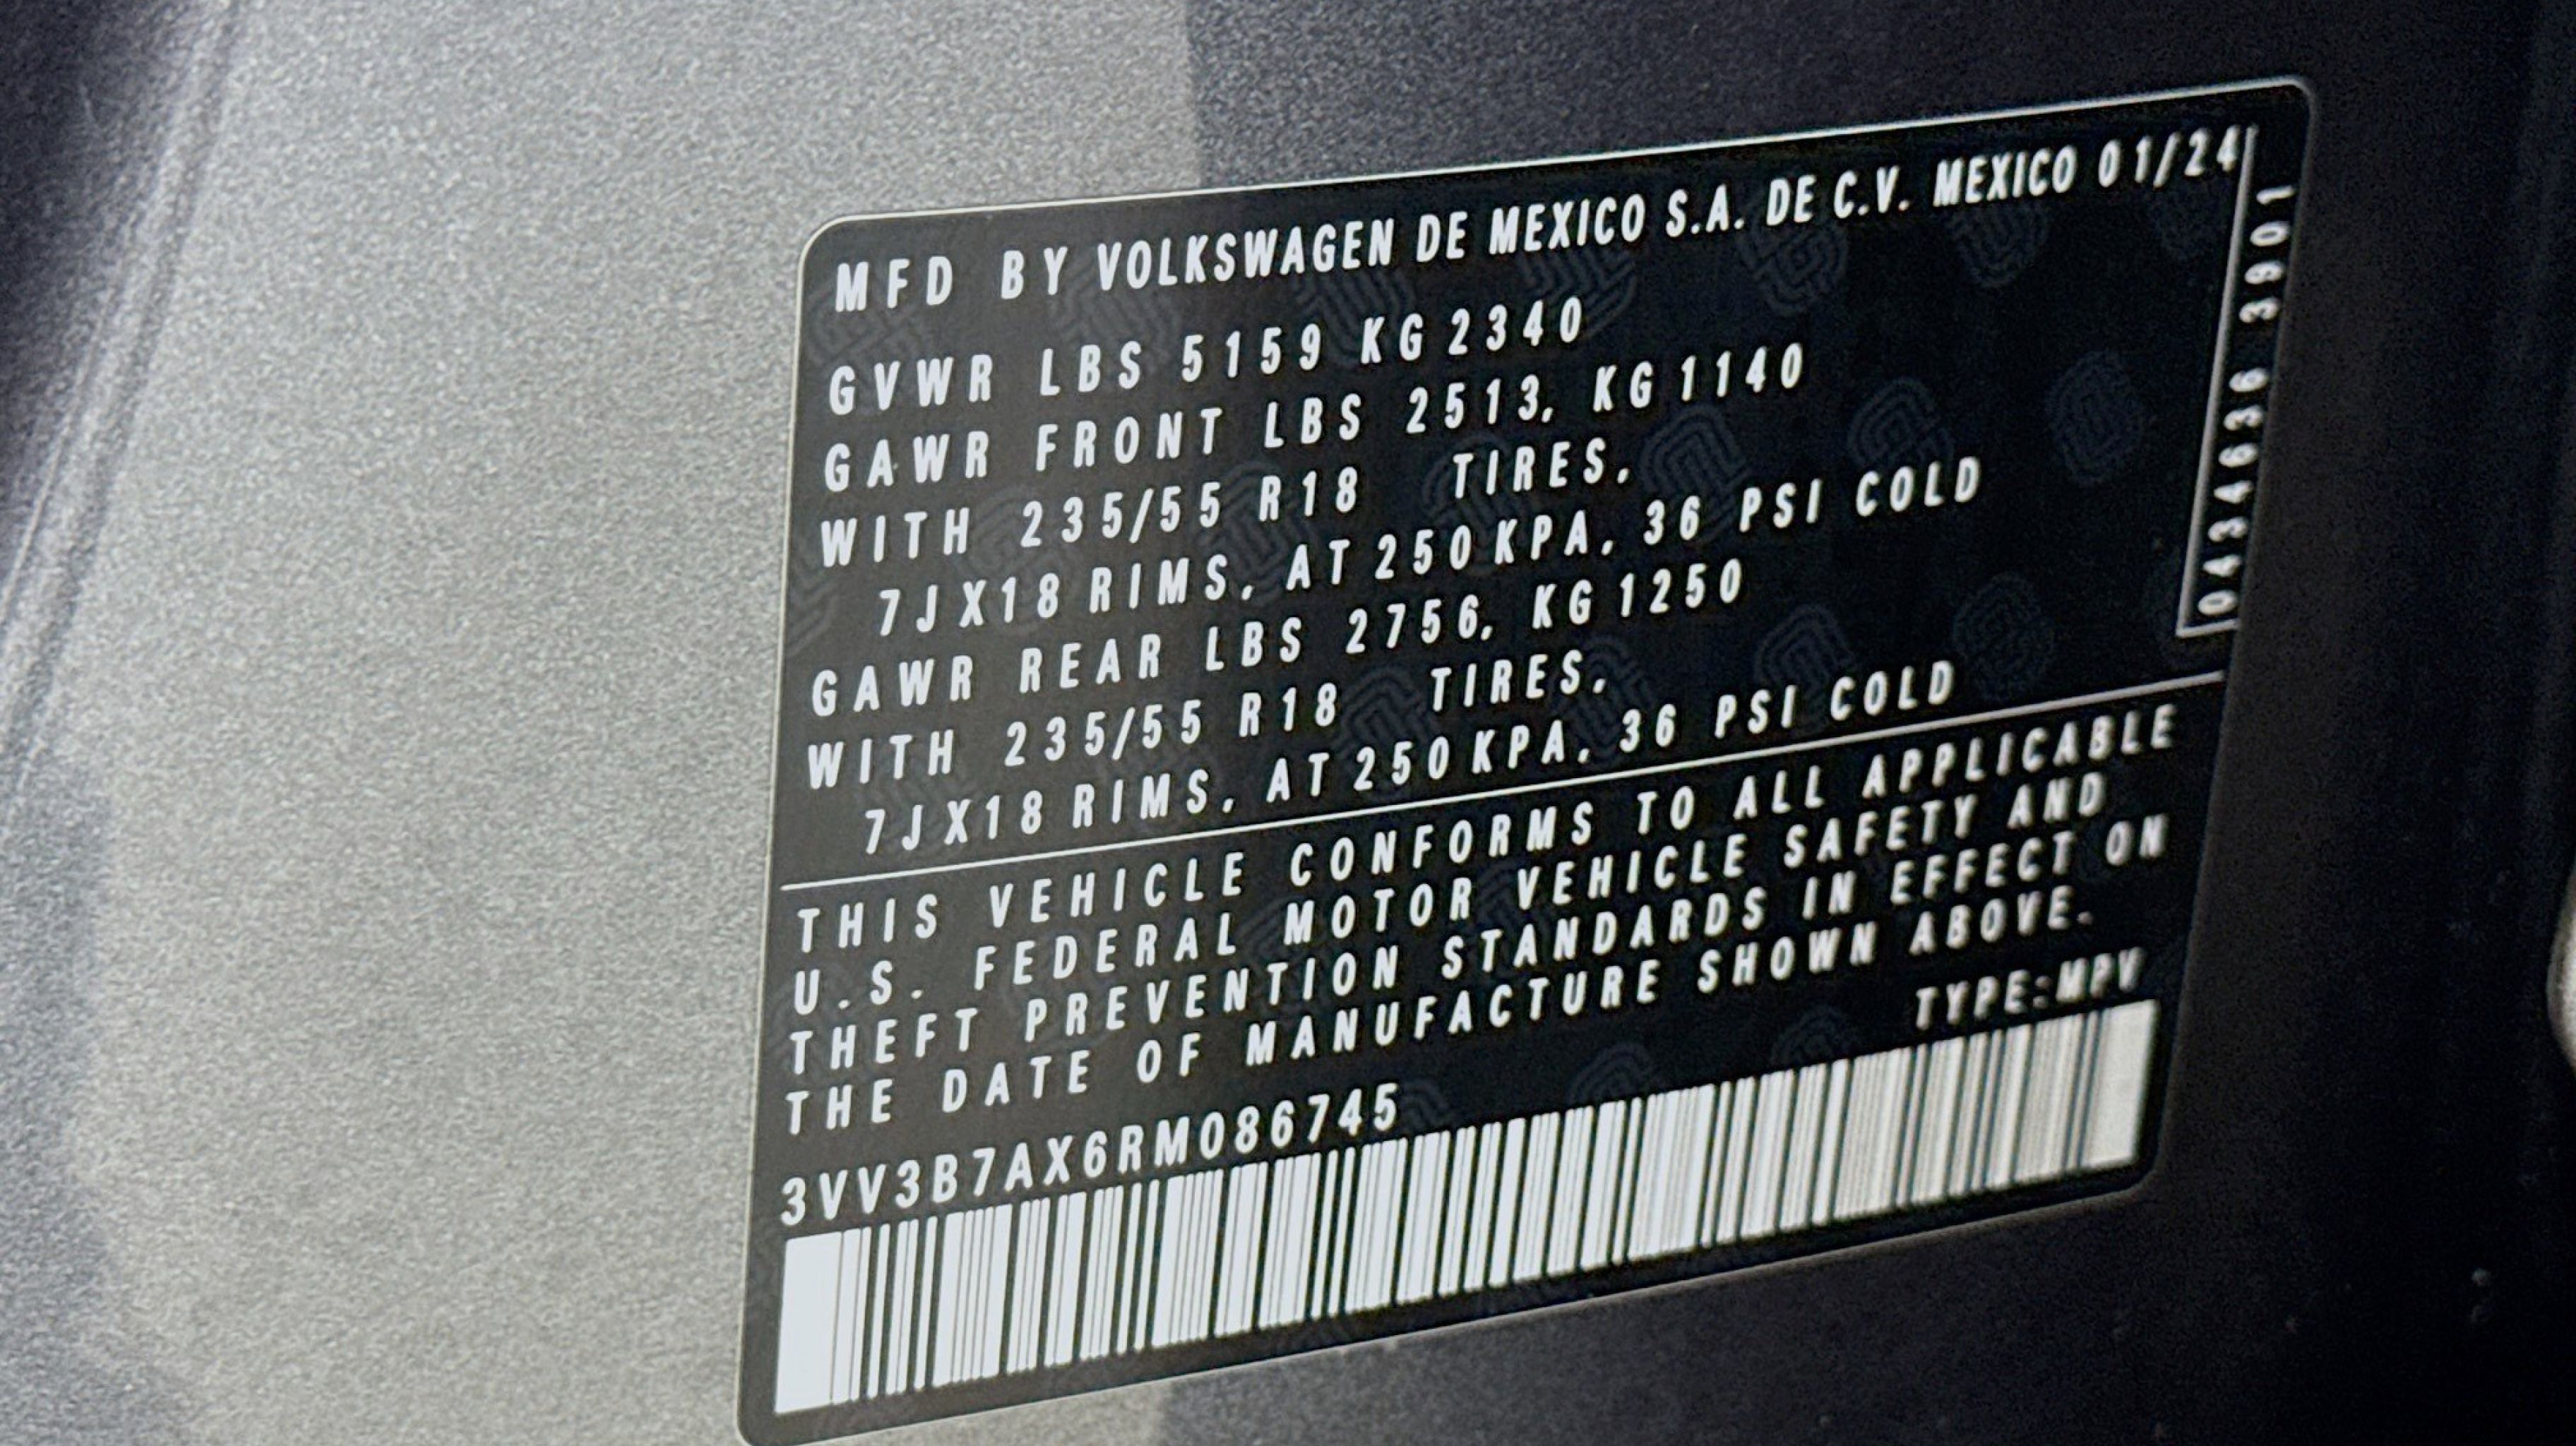 MFD BY VOLKSWAGEN DE MEXICO S.A. DE C.V. MEXICO 01/24
GVWR LBS 5159 KG 2340
GAWR FRONT LBS 2513, KG 1140
WITH 235/55 R18 TIRES,
7JX18 RIMS, AT 250 KPA, 36 PSI COLD
GAWR REAR LBS 2756, KG 1250
WITH 235/55 R18 TIRES,
7JX18 RIMS, AT 250 KPA, 36 PSI COLD
0434636 3901
THIS VEHICLE CONFORMS TO ALL APPLICABLE
U.S. FEDERAL MOTOR VEHICLE SAFETY AND
THEFT PREVENTION STANDARDS IN EFFECT ON
THE DATE OF MANUFACTURE SHOWN ABOVE.
TYPE:MPV
3VV3B7AX6RM086745